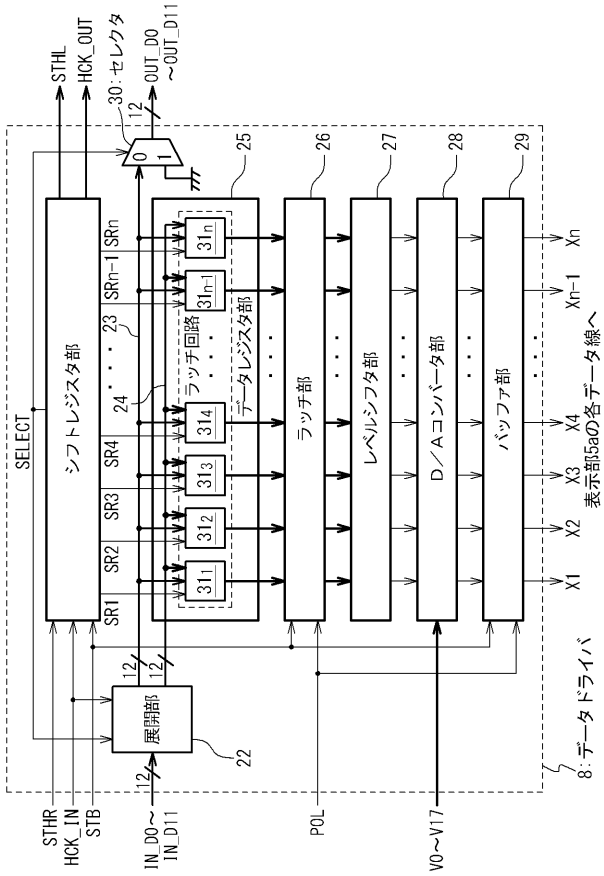 SELECT
STHR
HCK_IN
STB
シフトレジスタ部
STHL
HCK_OUT
30:セレクタ
SR1
SR2
SR3
SR4
・・・
SRn-1
SRn
23
0
1
12
OUT_D0
～OUT_D11
IN_D0～
IN_D11
12
展開部
22
12
12
24
ラッチ回路
31₁
31₂
31₃
31₄
・・・・
31n-1
31n
データレジスタ部
25
・・・
ラッチ部
・・・
26
・・・
レベルシフタ部
・・・
27
POL
V0～V17
・・・
D/Aコンバータ部
・・・
28
・・・
バッファ部
・・・
29
X1
X2
X3
X4
Xn-1
Xn
表示部5aの各データ線へ
8:データドライバ